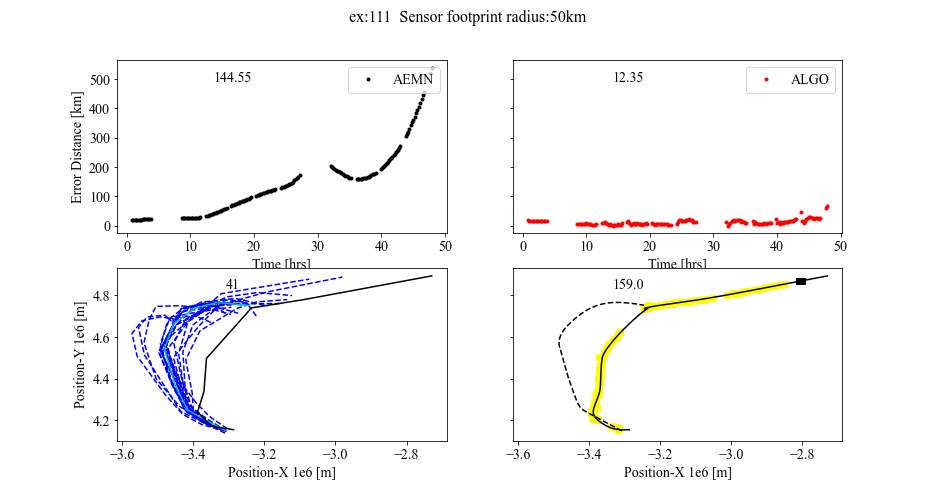 ex:111  Sensor footprint radius:50km
144.55
AEMN
Error Distance [km]
500
400
300
200
100
0
0 10 20 30 40 50
Time [hrs]
12.35
ALGO
0 10 20 30 40 50
Time [hrs]
41
Position-Y 1e6 [m]
4.8
4.6
4.4
4.2
−3.6 −3.4 −3.2 −3.0 −2.8
Position-X 1e6 [m]
159.0
−3.6 −3.4 −3.2 −3.0 −2.8
Position-X 1e6 [m]